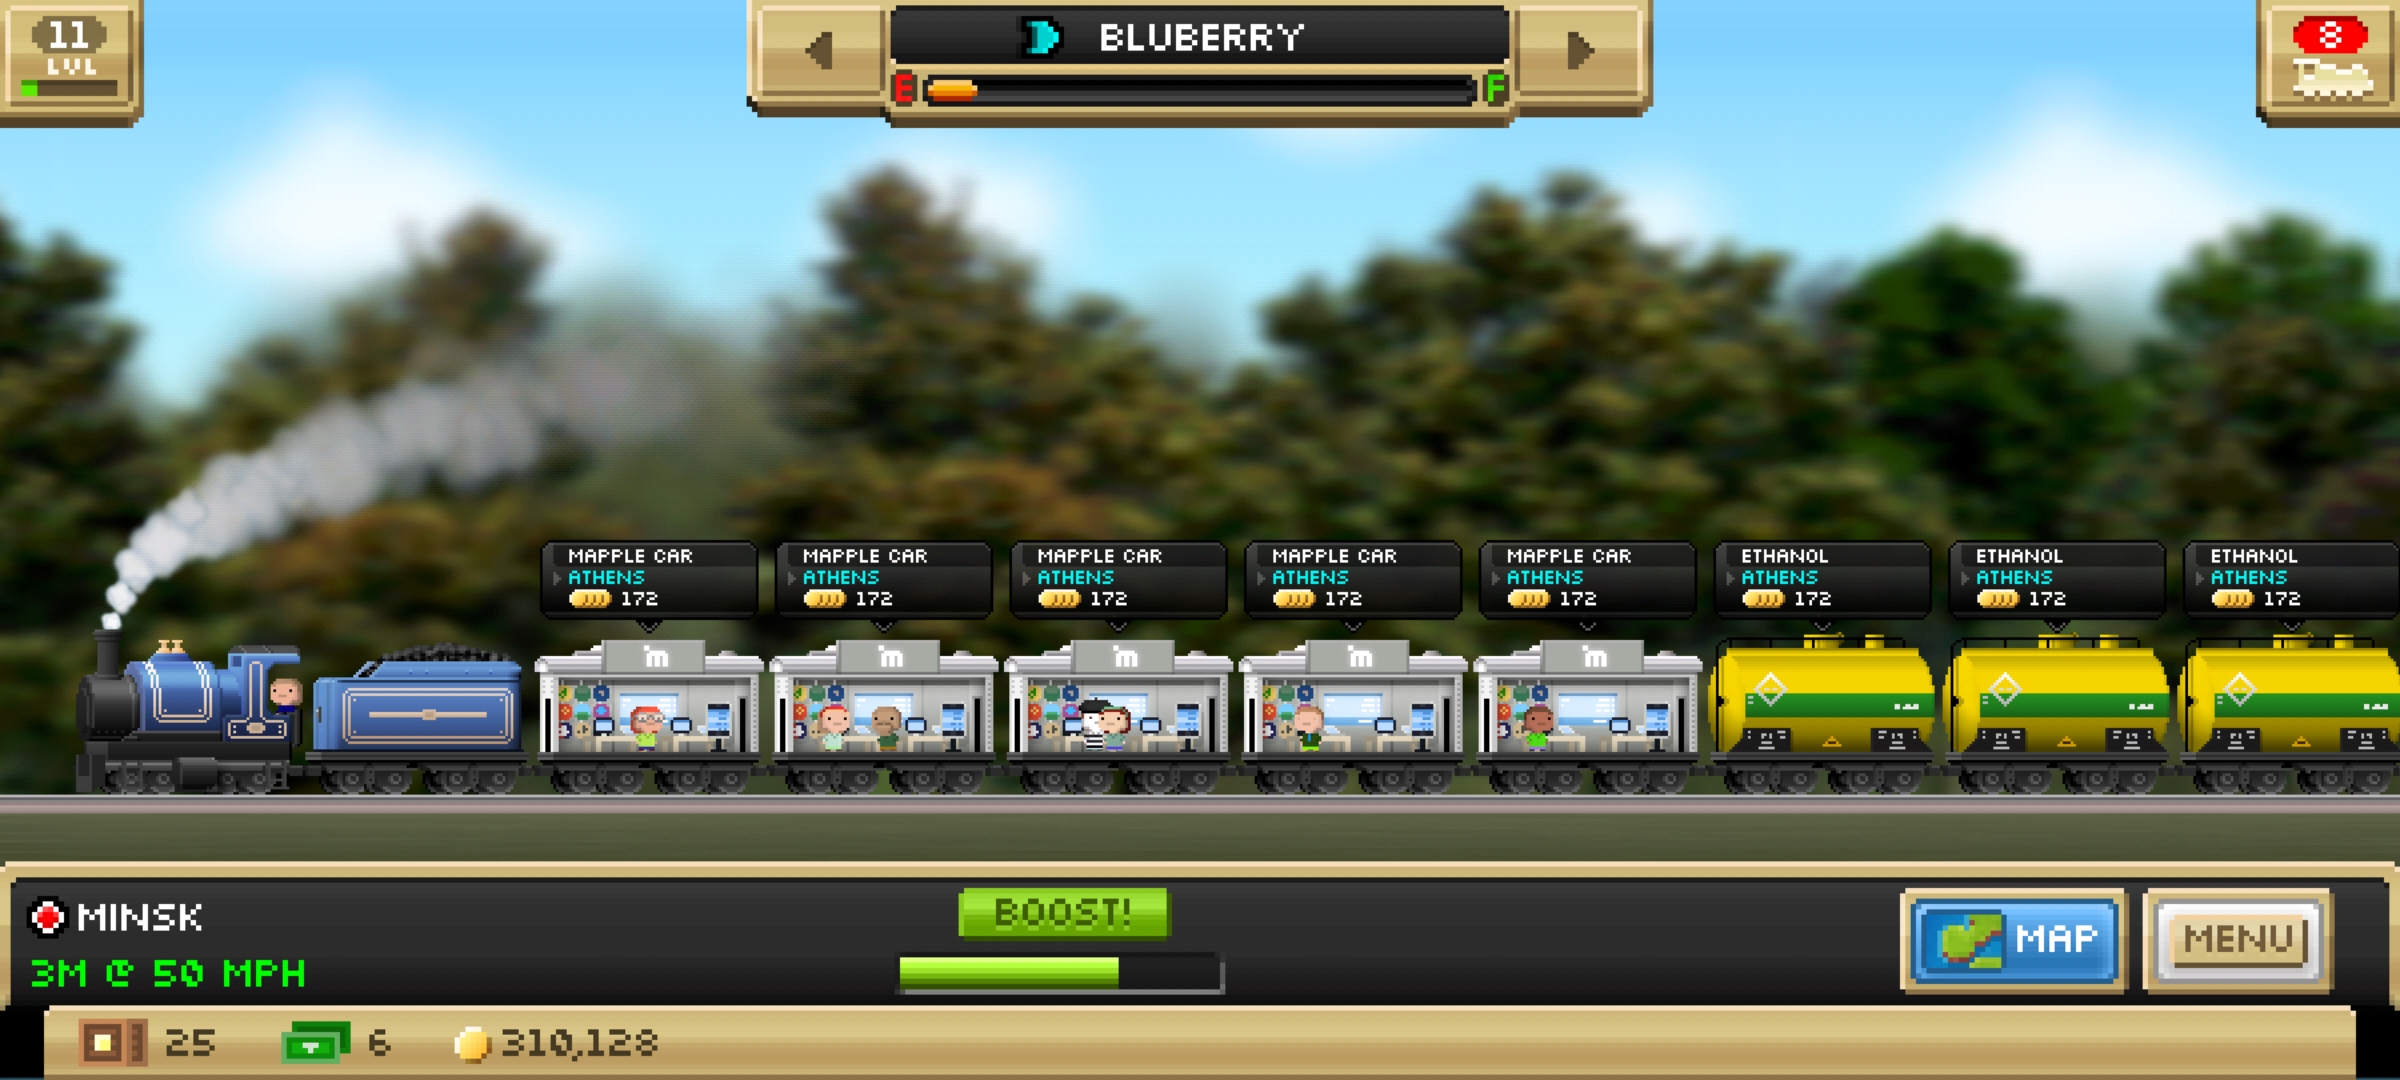 11
LVL
BLUBERRY
E F
8
MAPPLE CAR
ATHENS
172
MAPPLE CAR
ATHENS
172
MAPPLE CAR
ATHENS
172
MAPPLE CAR
ATHENS
172
MAPPLE CAR
ATHENS
172
ETHANOL
ATHENS
172
ETHANOL
ATHENS
172
ETHANOL
ATHENS
172
m
m
m
m
m
MINSK
3M @ 50 MPH
BOOST!
MAP
MENU
25
6
310,128